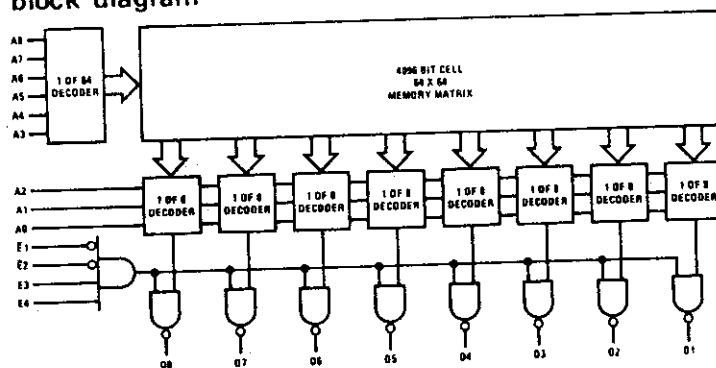 block diagram
A8
A7
A6
A5
A4
A3
1 OF 64
DECODER
4096 BIT CELL
64 X 64
MEMORY MATRIX
A2
A1
A0
1 OF 8
DECODER
1 OF 8
DECODER
1 OF 8
DECODER
1 OF 8
DECODER
1 OF 8
DECODER
1 OF 8
DECODER
1 OF 8
DECODER
1 OF 8
DECODER
E̅1
E̅2
E3
E4
O8
O7
O6
O5
O4
O3
O2
O1